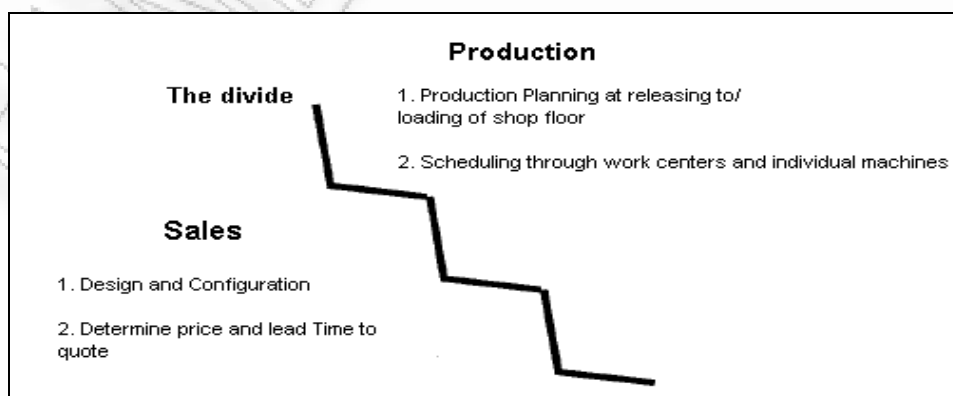 Production
The divide
1. Production Planning at releasing to/
loading of shop floor
2. Scheduling through work centers and individual machines
Sales
1. Design and Configuration
2. Determine price and lead Time to
quote